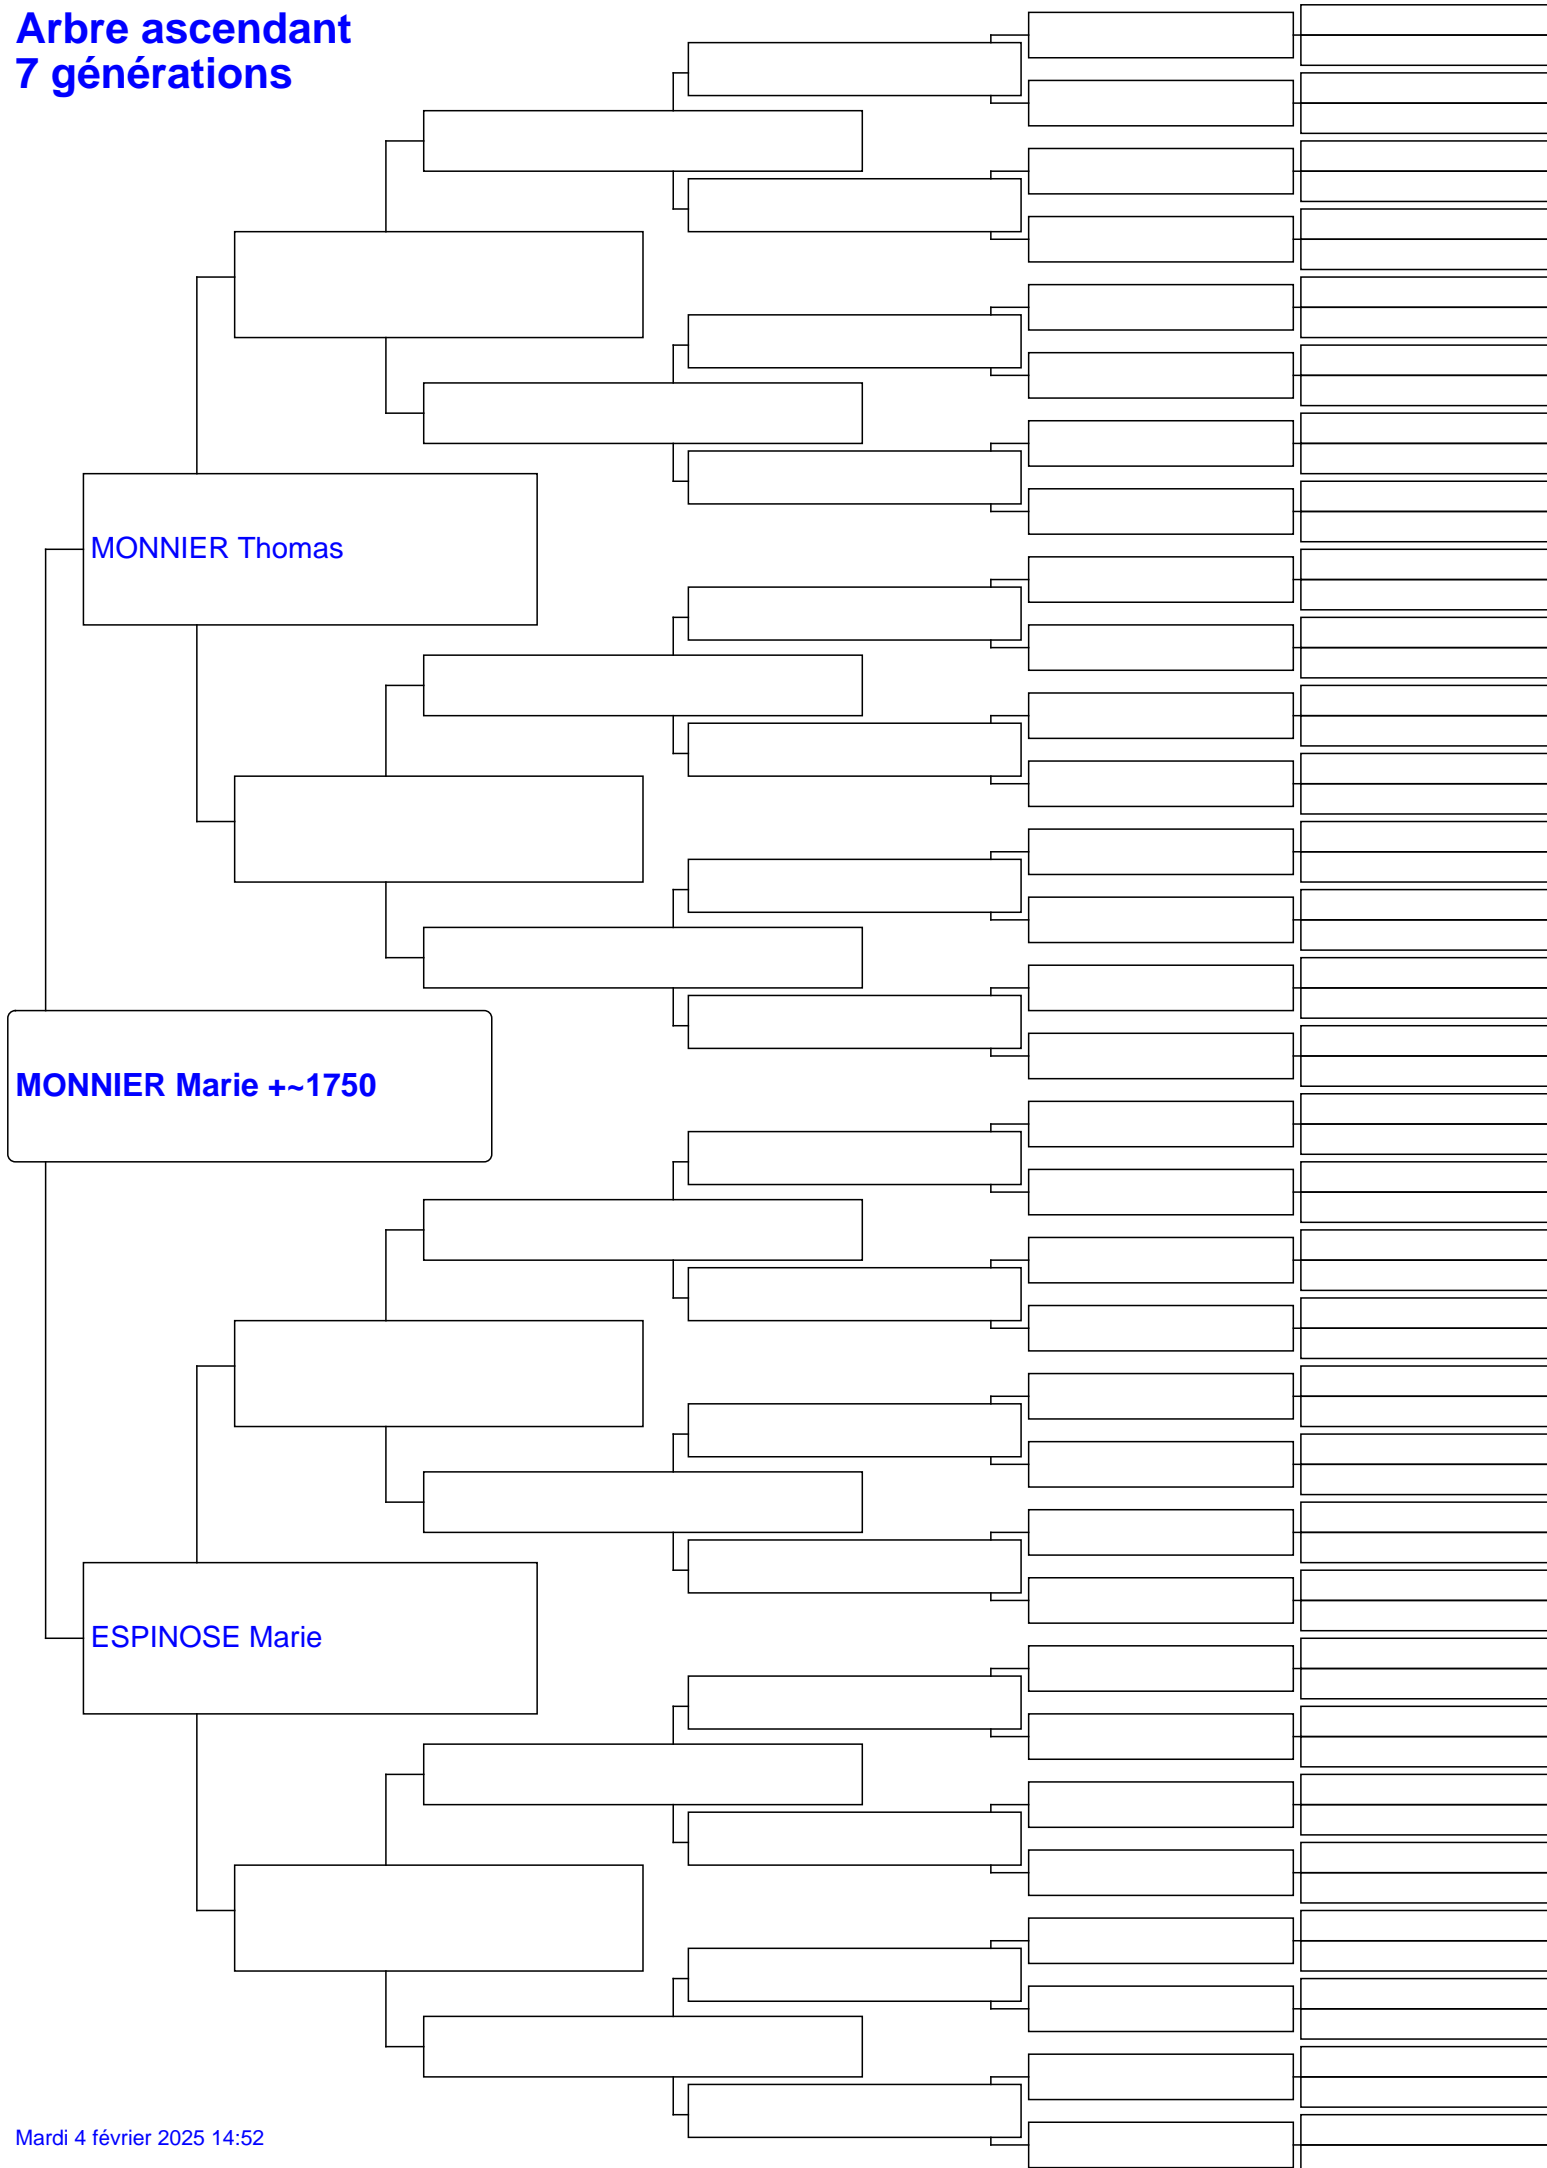 Arbre ascendant
7 générations
MONNIER Thomas
MONNIER Marie +~1750
ESPINOSE Marie
Mardi 4 février 2025 14:52